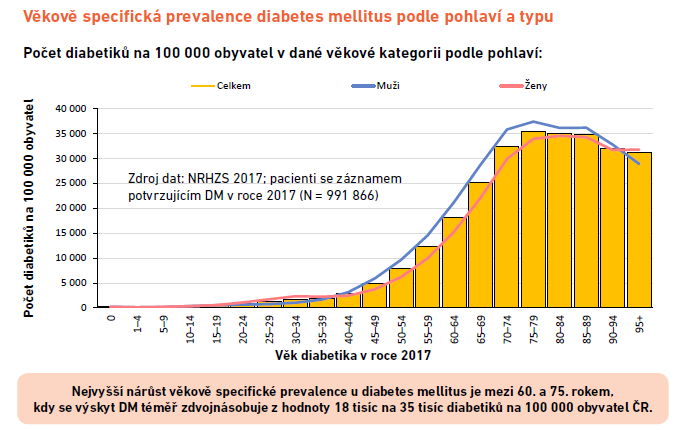 Věkově specifická prevalence diabetes mellitus podle pohlaví a typu
Počet diabetiků na 100 000 obyvatel v dané věkové kategorii podle pohlaví:
Celkem Muži Ženy
Počet diabetiků na 100 000 obyvatel
40 000
35 000
30 000
25 000
20 000
15 000
10 000
5 000
0
Zdroj dat: NRHZS 2017; pacienti se záznamem
potvrzujícím DM v roce 2017 (N = 991 866)
0 1–4 5–9 10–14 15–19 20–24 25–29 30–34 35–39 40–44 45–49 50–54 55–59 60–64 65–69 70–74 75–79 80–84 85–89 90–94 95+
Věk diabetika v roce 2017
Nejvyšší nárůst věkově specifické prevalence u diabetes mellitus je mezi 60. a 75. rokem,
kdy se výskyt DM téměř zdvojnásobuje z hodnoty 18 tisíc na 35 tisíc diabetiků na 100 000 obyvatel ČR.